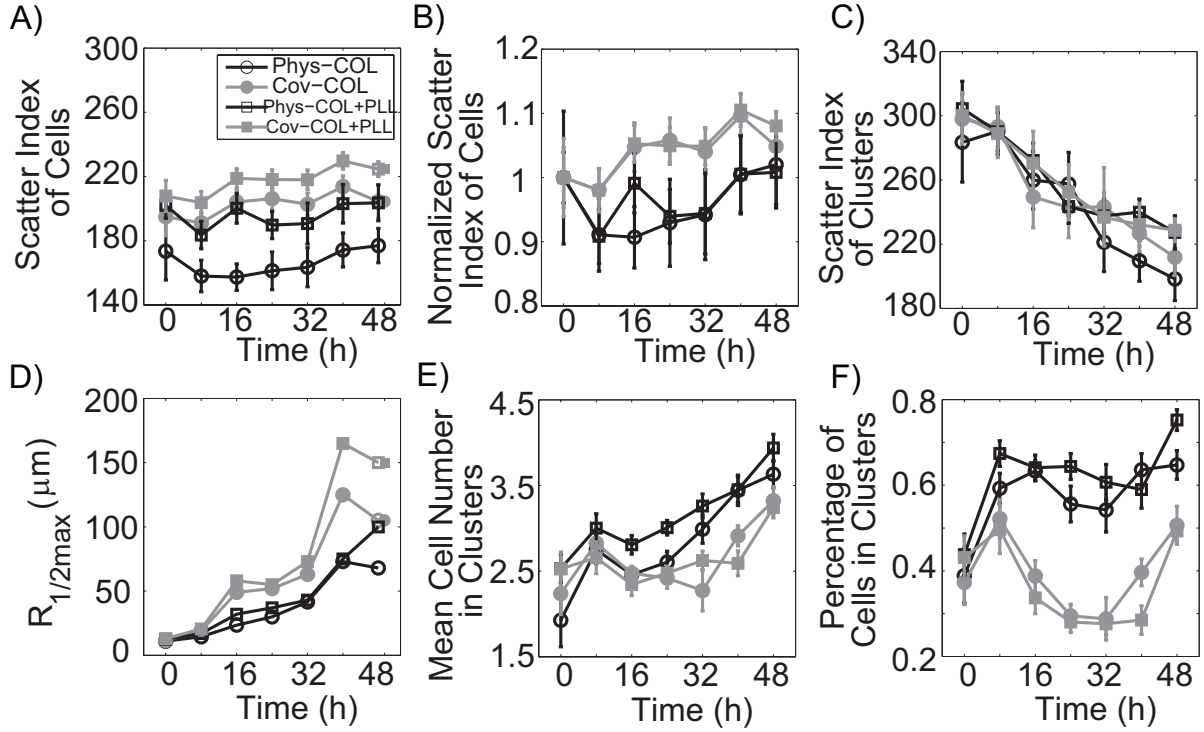 A)
Scatter Index
of Cells
300
260
220
180
140
Phys-COL
Cov-COL
Phys-COL+PLL
Cov-COL+PLL
0 16 32 48
Time (h)
B)
Normalized Scatter
Index of Cells
1.2
1.1
1
0.9
0.8
0 16 32 48
Time (h)
C)
Scatter Index
of Clusters
340
300
260
220
180
0 16 32 48
Time (h)
D)
R1/2max (μm)
200
150
100
50
0
0 16 32 48
Time (h)
E)
Mean Cell Number
in Clusters
4.5
3.5
2.5
1.5
0 16 32 48
Time (h)
F)
Percentage of
Cells in Clusters
0.8
0.6
0.4
0.2
0 16 32 48
Time (h)